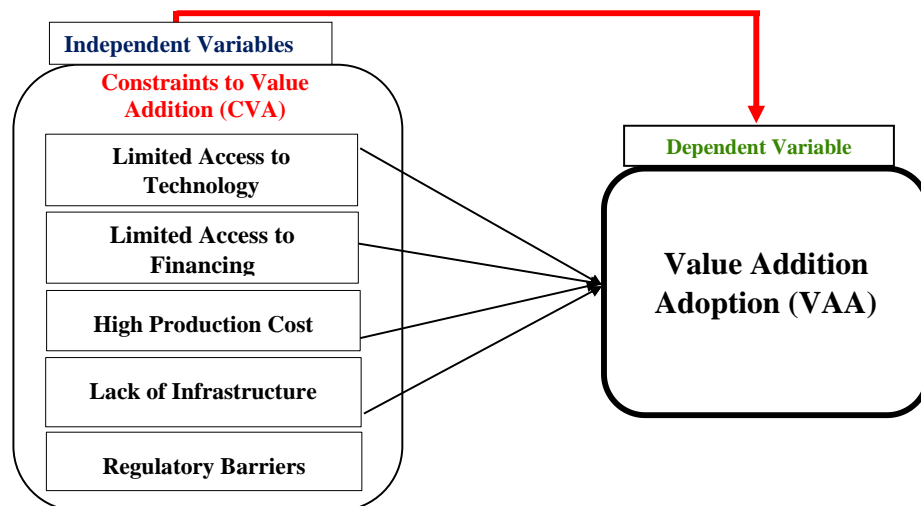 Independent Variables
Constraints to Value
Addition (CVA)
Limited Access to
Technology
Limited Access to
Financing
High Production Cost
Lack of Infrastructure
Regulatory Barriers
Dependent Variable
Value Addition
Adoption (VAA)